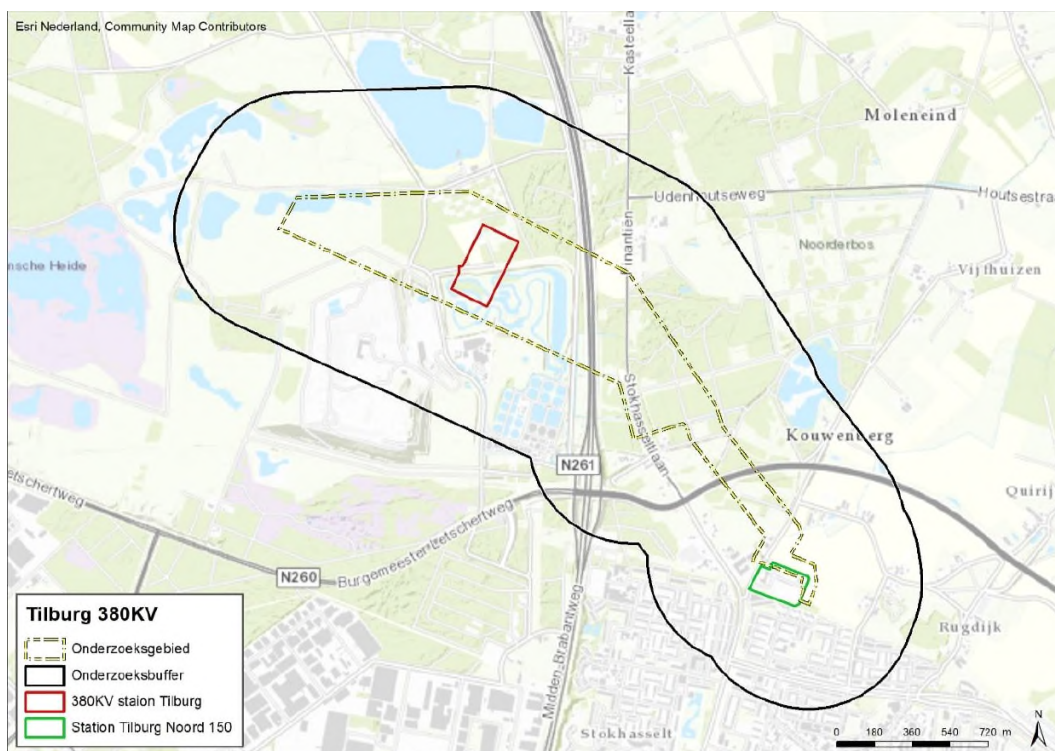 Esri Nederland, Community Map Contributors
Kasteella
Moleneind
Udenhoutseweg
Houtsestra
Noorderbos
Vijfhuizen
inantiën
msche Heide
Stokhasseltlaan
Kouwenberg
N261
Quirij
etschertweg
Burgemeester Letschertweg
N260
Midden-Brabantweg
Rugdijk
Stokhasselt
Tilburg 380KV
Onderzoeksgebied
Onderzoeksbuffer
380KV staion Tilburg
Station Tilburg Noord 150
N
0 180 360 540 720 m